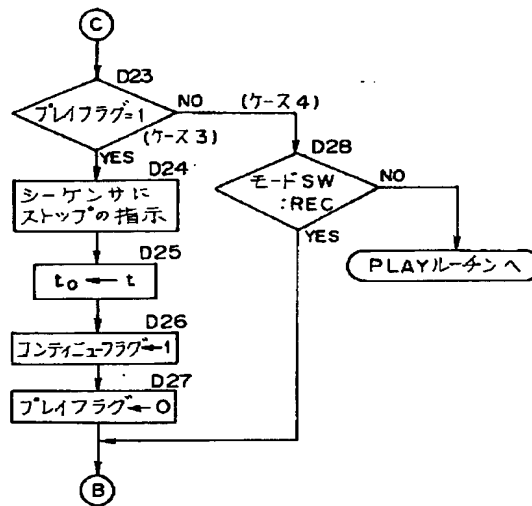 C
D23
プレイフラグ=1
NO
(ケース4)
(ケース3)
YES
D24
シーケンサに
ストップの指示
D25
t₀ ← t
D26
コンティニューフラグ←1
D27
プレイフラグ←0
B
D28
モードSW
:REC
NO
YES
PLAYルーチンへ